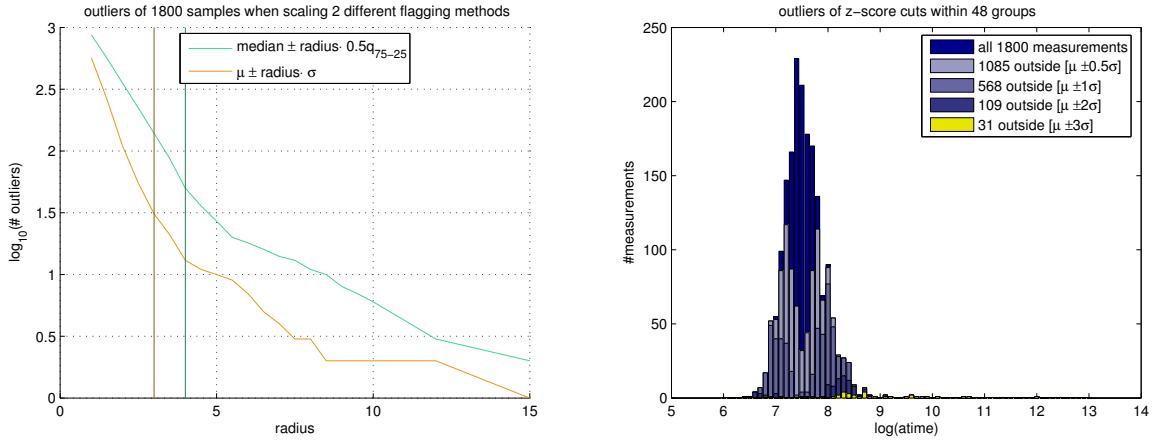 outliers of 1800 samples when scaling 2 different flagging methods
median ± radius· 0.5q75−25
μ ± radius· σ
log10(# outliers)
3
2.5
2
1.5
1
0.5
0
0
5
10
15
radius
outliers of z−score cuts within 48 groups
all 1800 measurements
1085 outside [μ ±0.5σ]
568 outside [μ ±1σ]
109 outside [μ ±2σ]
31 outside [μ ±3σ]
#measurements
250
200
150
100
50
0
5
6
7
8
9
10
11
12
13
14
log(atime)